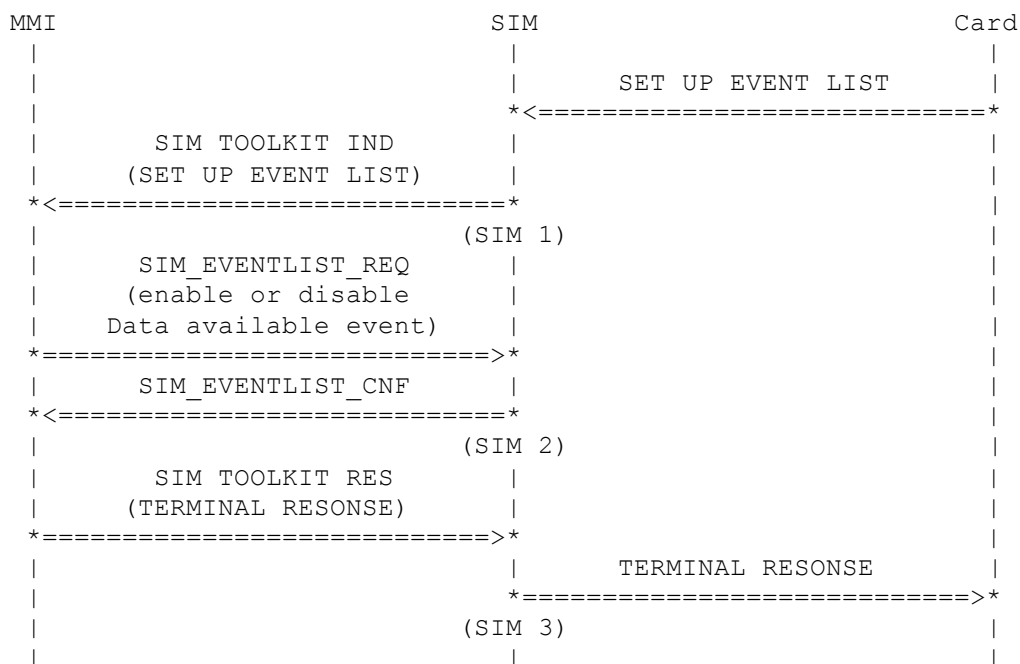 MMI SIM Card
SET UP EVENT LIST
SIM TOOLKIT IND
(SET UP EVENT LIST)
(SIM 1)
SIM_EVENTLIST_REQ
(enable or disable
Data available event)
SIM_EVENTLIST_CNF
(SIM 2)
SIM TOOLKIT RES
(TERMINAL RESONSE)
TERMINAL RESONSE
(SIM 3)